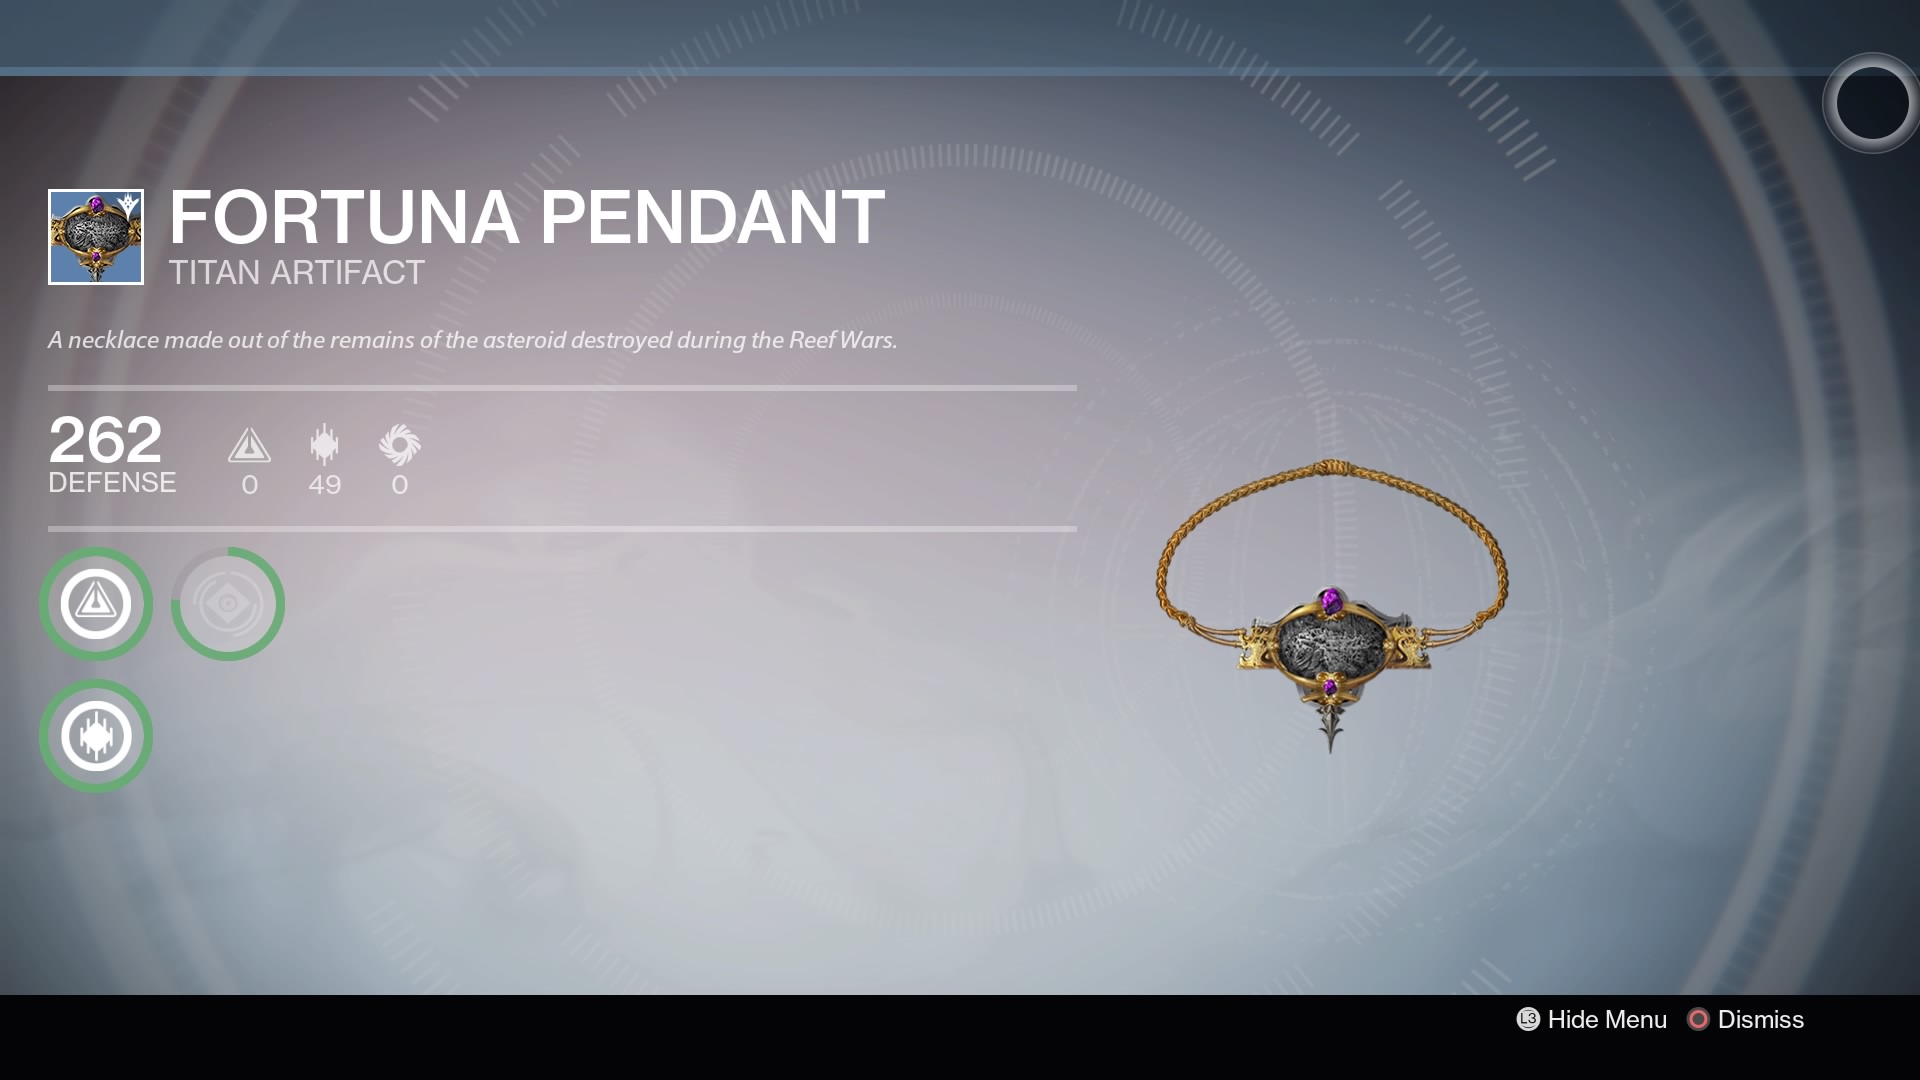 FORTUNA PENDANT
TITAN ARTIFACT
A necklace made out of the remains of the asteroid destroyed during the Reef Wars.
262
DEFENSE
0 49 0
L3 Hide Menu Dismiss